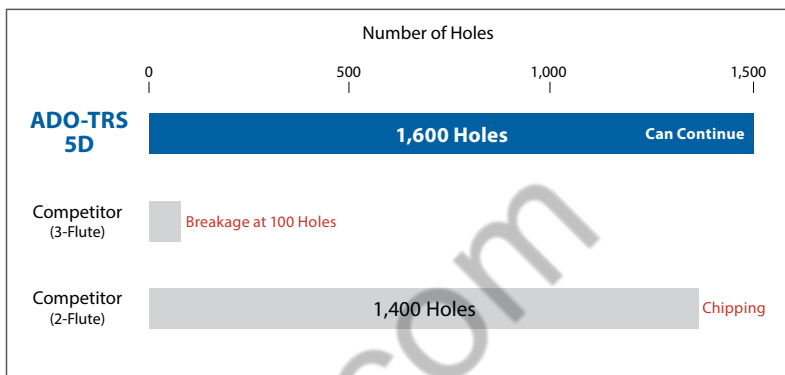 Number of Holes
0 500 1,000 1,500
ADO-TRS
5D
1,600 Holes Can Continue
Competitor
(3-Flute)
Breakage at 100 Holes
Competitor
(2-Flute)
1,400 Holes Chipping
.com